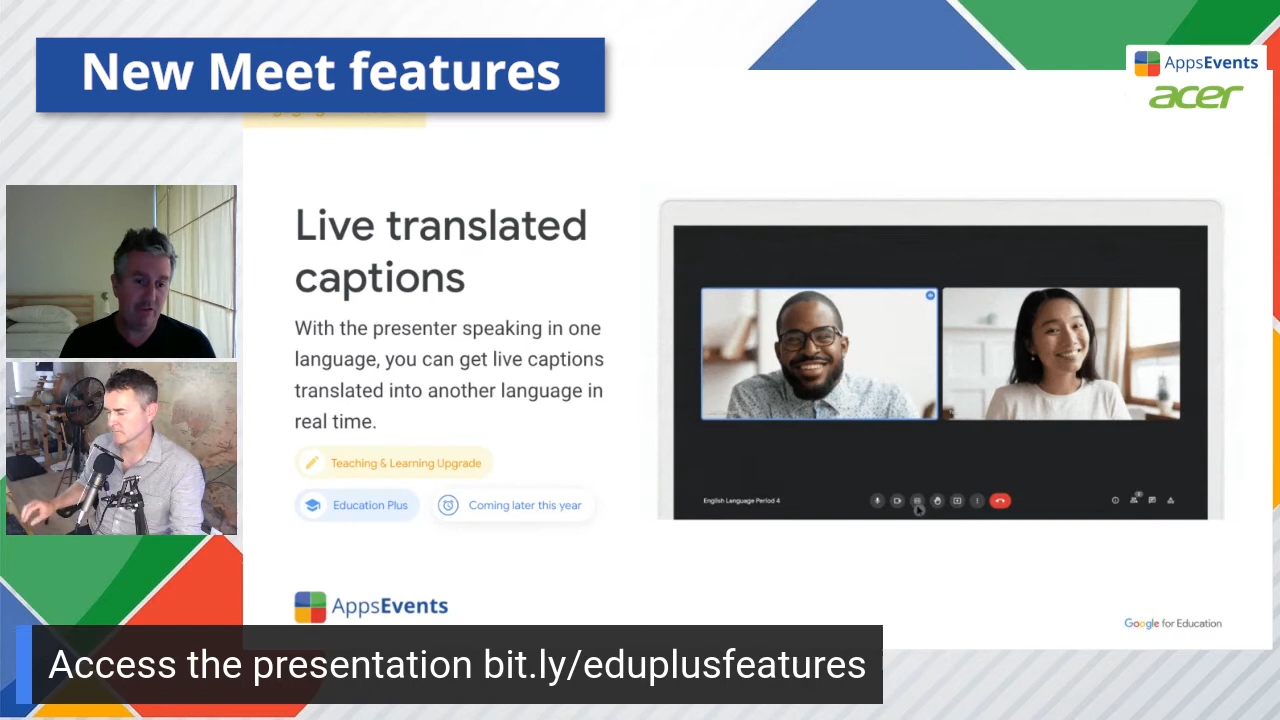 New Meet features
AppsEvents
acer
Live translated
captions
With the presenter speaking in one
language, you can get live captions
translated into another language in
real time.
Teaching & Learning Upgrade
Education Plus
Coming later this year
English Language Period 4
AppsEvents
Google for Education
Access the presentation bit.ly/eduplusfeatures